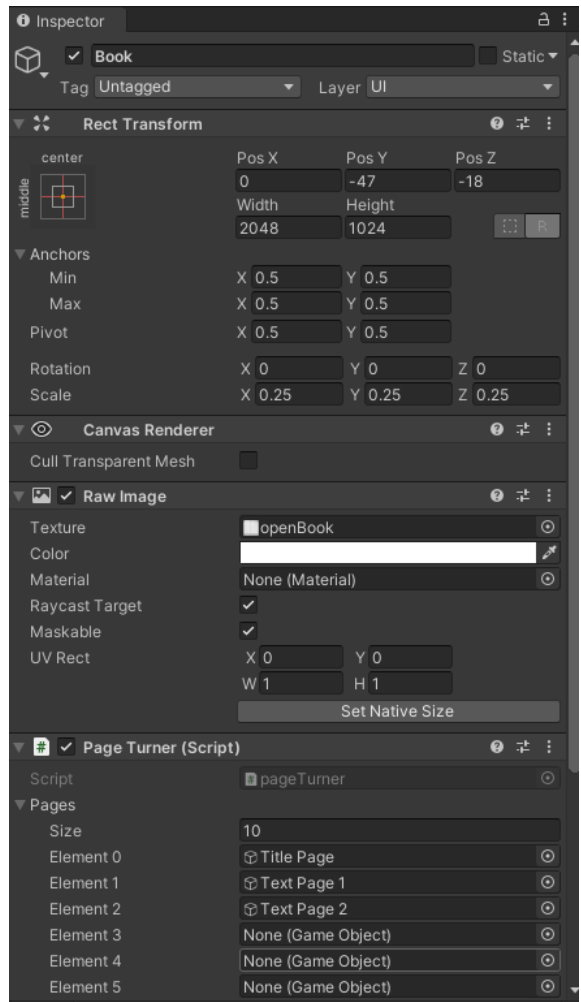 Inspector
Book Static
Tag Untagged Layer UI
Rect Transform
center Pos X Pos Y Pos Z
0 -47 -18
middle
Width Height
2048 1024 R
Anchors
Min X 0.5 Y 0.5
Max X 0.5 Y 0.5
Pivot X 0.5 Y 0.5
Rotation X 0 Y 0 Z 0
Scale X 0.25 Y 0.25 Z 0.25
Canvas Renderer
Cull Transparent Mesh
Raw Image
Texture openBook
Color
Material None (Material)
Raycast Target
Maskable
UV Rect X 0 Y 0
W 1 H 1
Set Native Size
# Page Turner (Script)
Script # pageTurner
Pages
Size 10
Element 0 Title Page
Element 1 Text Page 1
Element 2 Text Page 2
Element 3 None (Game Object)
Element 4 None (Game Object)
Element 5 None (Game Object)